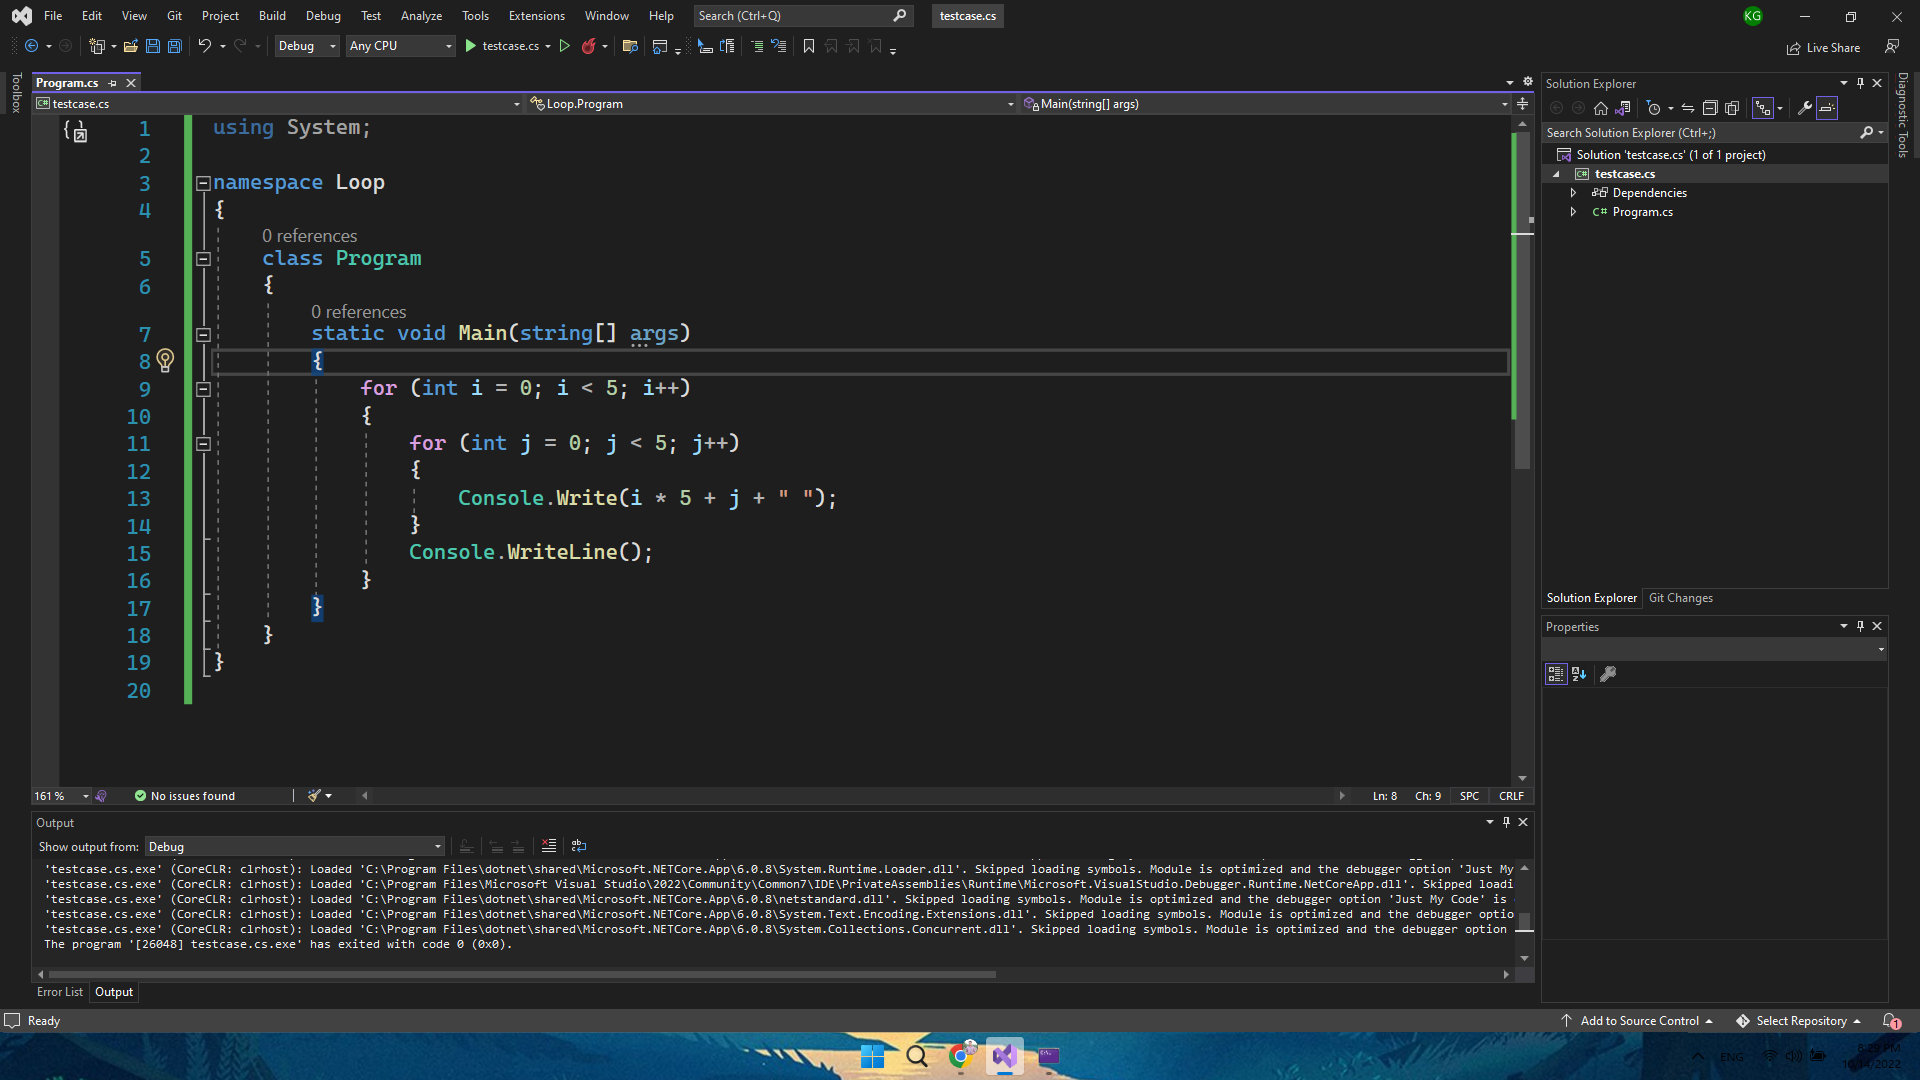 File Edit View Git Project Build Debug Test Analyze Tools Extensions Window Help Search (Ctrl+Q) testcase.cs KG
Debug Any CPU testcase.cs Live Share
Toolbox
Program.cs
testcase.cs Loop.Program Main(string[] args)
1 using System;
2
3 namespace Loop
4 {
0 references
5 class Program
6 {
0 references
7 static void Main(string[] args)
8 {
9 for (int i = 0; i < 5; i++)
10 {
11 for (int j = 0; j < 5; j++)
12 {
13 Console.Write(i * 5 + j + " ");
14 }
15 Console.WriteLine();
16 }
17 }
18 }
19 }
20
161 % No issues found Ln: 8 Ch: 9 SPC CRLF
Output
Show output from: Debug
'testcase.cs.exe' (CoreCLR: clrhost): Loaded 'C:\Program Files\dotnet\shared\Microsoft.NETCore.App\6.0.8\System.Runtime.Loader.dll'. Skipped loading symbols. Module is optimized and the debugger option 'Just My
'testcase.cs.exe' (CoreCLR: clrhost): Loaded 'C:\Program Files\Microsoft Visual Studio\2022\Community\Common7\IDE\PrivateAssemblies\Runtime\Microsoft.VisualStudio.Debugger.Runtime.NetCoreApp.dll'. Skipped loadi
'testcase.cs.exe' (CoreCLR: clrhost): Loaded 'C:\Program Files\dotnet\shared\Microsoft.NETCore.App\6.0.8\netstandard.dll'. Skipped loading symbols. Module is optimized and the debugger option 'Just My Code' is
'testcase.cs.exe' (CoreCLR: clrhost): Loaded 'C:\Program Files\dotnet\shared\Microsoft.NETCore.App\6.0.8\System.Text.Encoding.Extensions.dll'. Skipped loading symbols. Module is optimized and the debugger optio
'testcase.cs.exe' (CoreCLR: clrhost): Loaded 'C:\Program Files\dotnet\shared\Microsoft.NETCore.App\6.0.8\System.Collections.Concurrent.dll'. Skipped loading symbols. Module is optimized and the debugger option
The program '[26048] testcase.cs.exe' has exited with code 0 (0x0).
Error List Output
Solution Explorer
Search Solution Explorer (Ctrl+;)
Solution 'testcase.cs' (1 of 1 project)
testcase.cs
Dependencies
C# Program.cs
Solution Explorer Git Changes
Properties
Diagnostic Tools
Ready Add to Source Control Select Repository 1
ENG